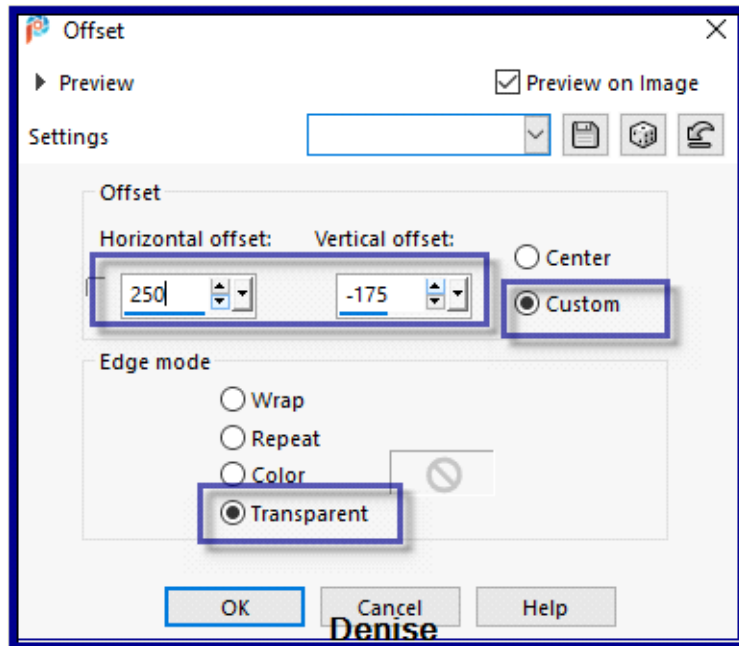 Offset
Preview
Preview on Image
Settings
Offset
Horizontal offset:
Vertical offset:
Center
250
-175
Custom
Edge mode
Wrap
Repeat
Color
Transparent
OK
Cancel
Help
Denise